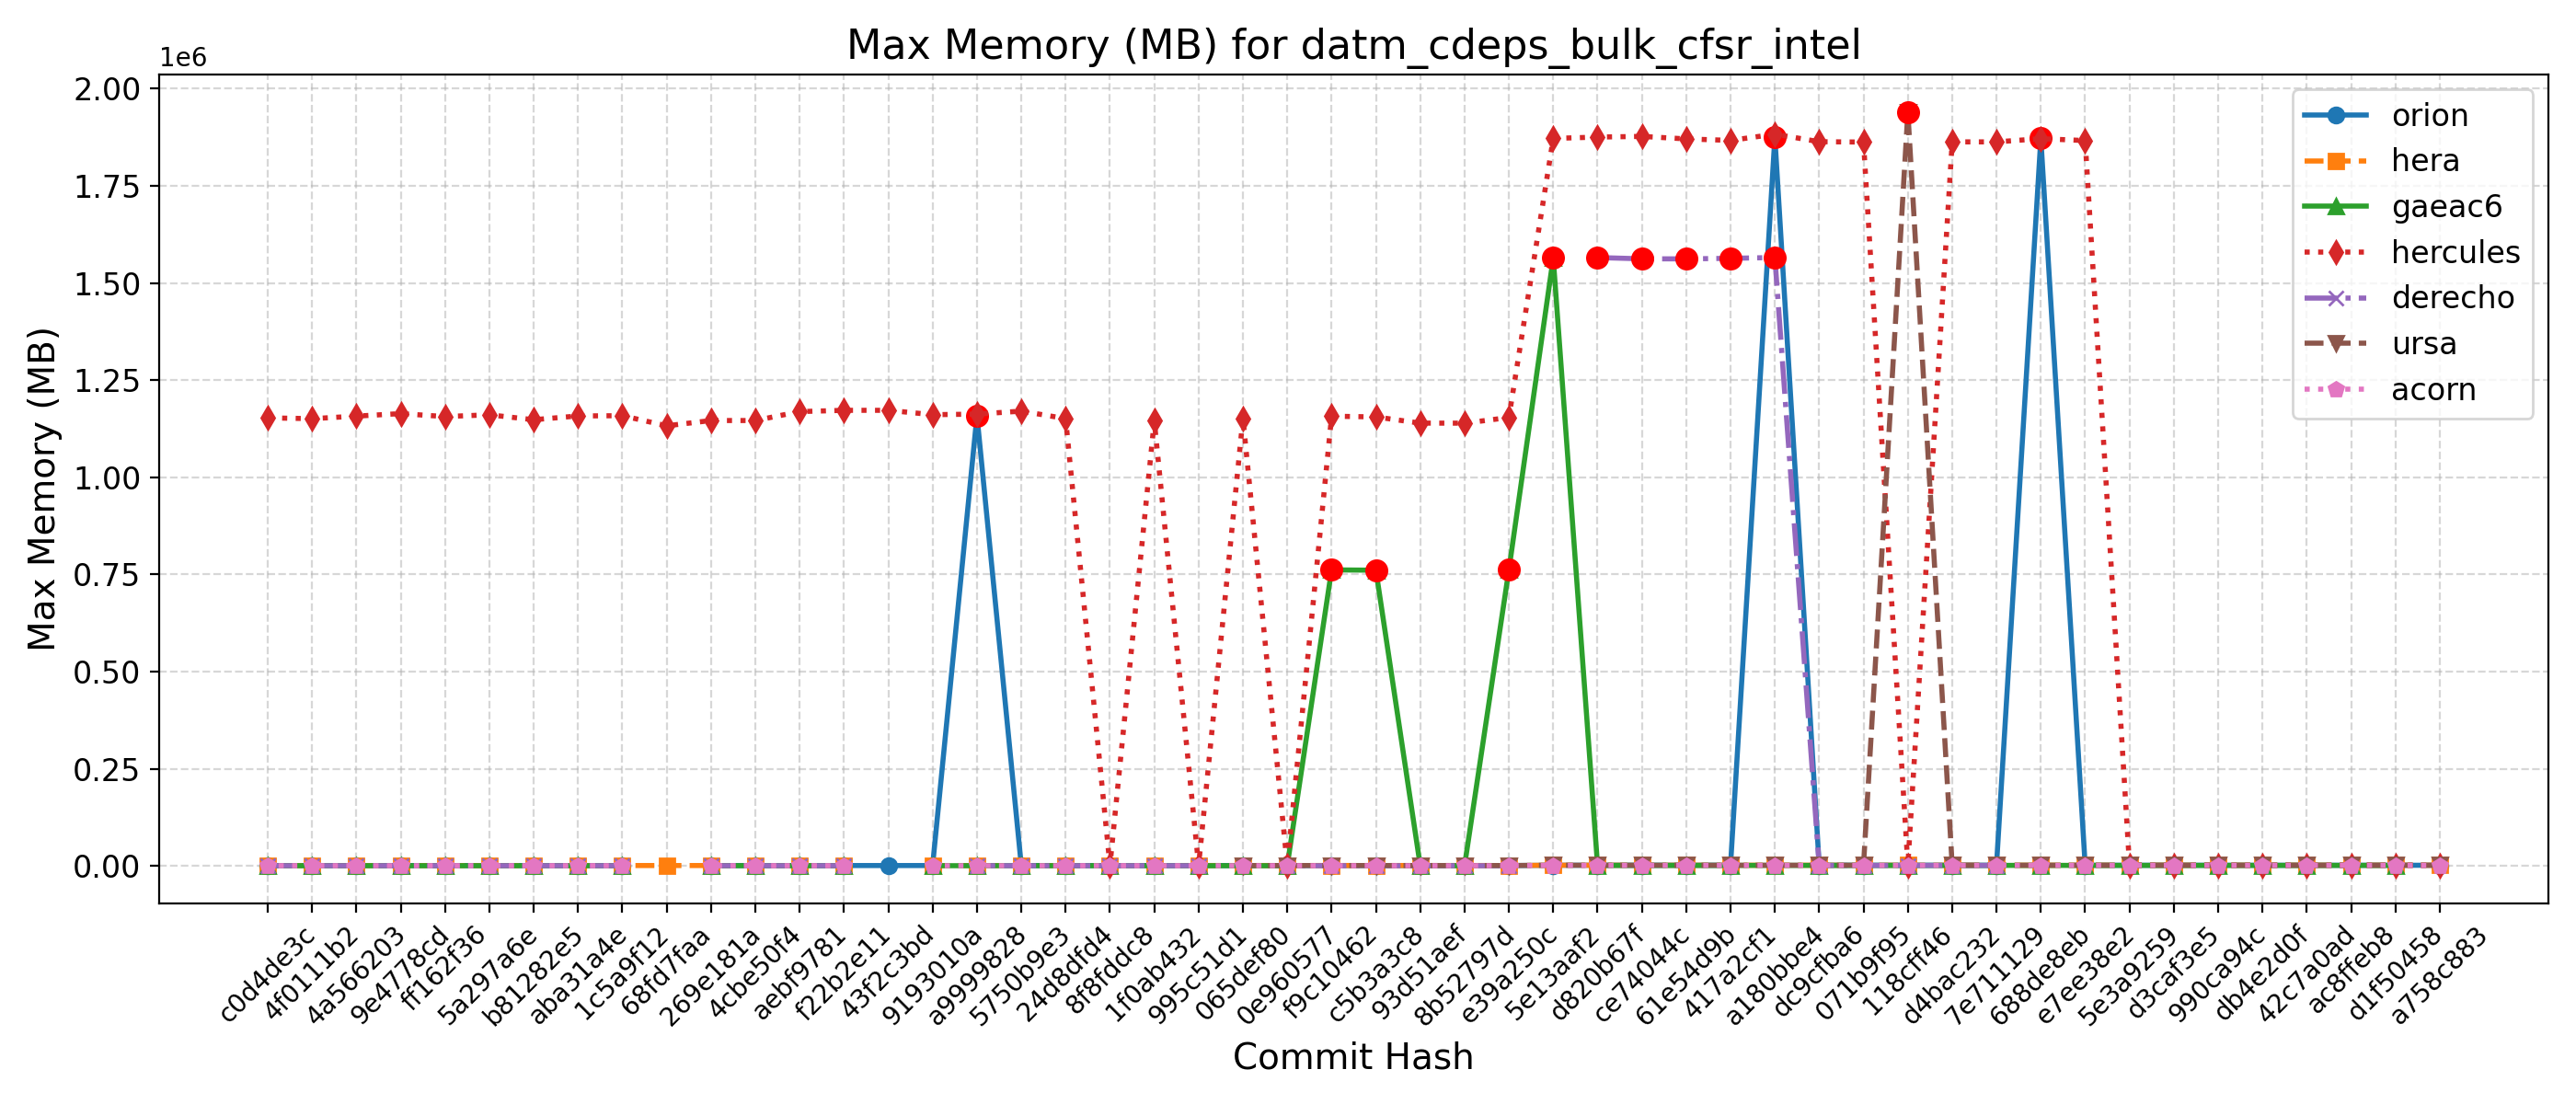 Max Memory (MB) for datm_cdeps_bulk_cfsr_intel
1e6
2.00
1.75
1.50
1.25
1.00
0.75
0.50
0.25
0.00
Max Memory (MB)
orion
hera
gaeac6
hercules
derecho
ursa
acorn
c0d4de3c
4f0111b2
4a566203
9e4778cd
ff162f36
5a297a6e
b81282e5
aba31a4e
1c5a9f12
68fd7faa
269e181a
4cbe50f4
aebf9781
f22b2e11
43f2c3bd
9193010a
a9999828
5750b9e3
24d8dfd4
8f8fddc8
1f0ab432
995c51d1
065def80
0e960577
f9c10462
c5b3a3c8
93d51aef
8b52797d
e39a250c
5e13aaf2
d820b67f
ce74044c
61e54d9b
417a2cf1
a180bbe4
dc9cfba6
071b9f95
118cff46
d4bac232
7e711129
688de8eb
e7ee38e2
5e3a9259
d3caf3e5
990ca94c
db4e2d0f
42c7a0ad
ac8ffeb8
d1f50458
a758c883
Commit Hash